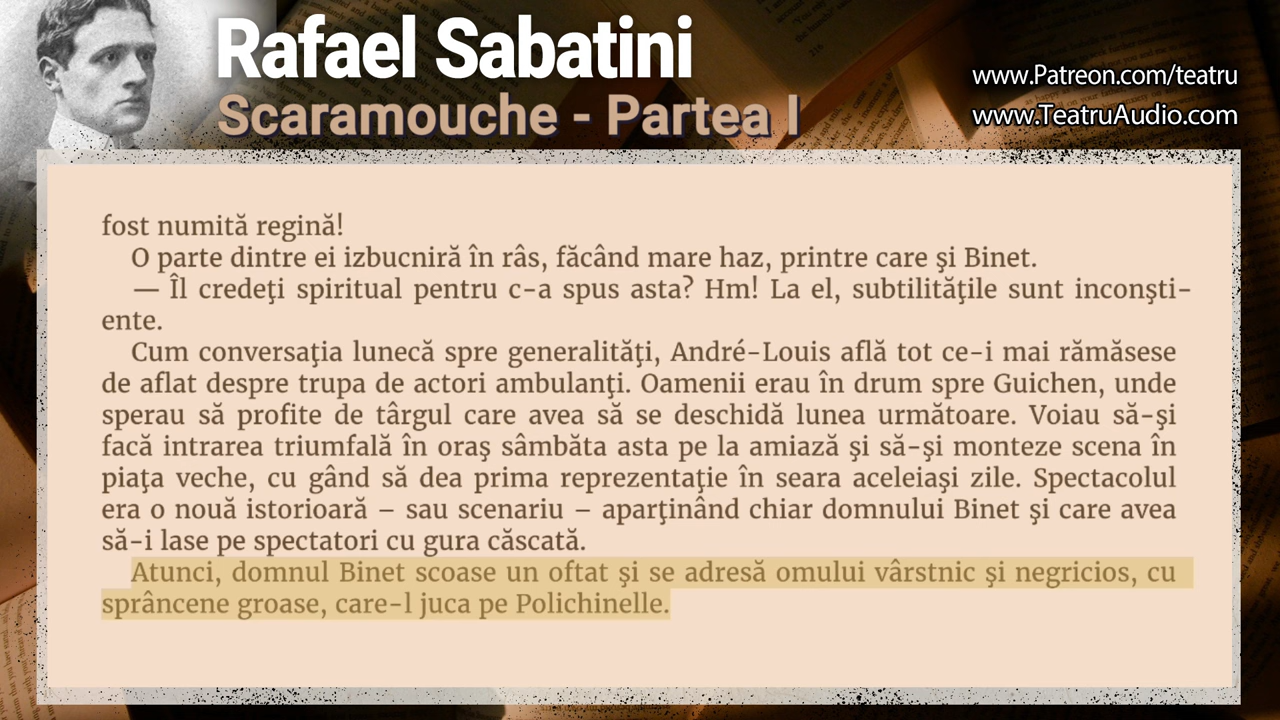 Rafael Sabatini
Scaramouche - Partea I
www.Patreon.com/teatru
www.TeatruAudio.com
fost numită regină!
O parte dintre ei izbucniră în râs, făcând mare haz, printre care şi Binet.
— Îl credeţi spiritual pentru c-a spus asta? Hm! La el, subtilităţile sunt inconşti-
ente.
Cum conversaţia lunecă spre generalităţi, André-Louis află tot ce-i mai rămăsese
de aflat despre trupa de actori ambulanţi. Oamenii erau în drum spre Guichen, unde
sperau să profite de târgul care avea să se deschidă lunea următoare. Voiau să-şi
facă intrarea triumfală în oraş sâmbăta asta pe la amiază şi să-şi monteze scena în
piaţa veche, cu gând să dea prima reprezentaţie în seara aceleiaşi zile. Spectacolul
era o nouă istorioară – sau scenariu – aparţinând chiar domnului Binet şi care avea
să-i lase pe spectatori cu gura căscată.
Atunci, domnul Binet scoase un oftat şi se adresă omului vârstnic şi negricios, cu
sprâncene groase, care-l juca pe Polichinelle.